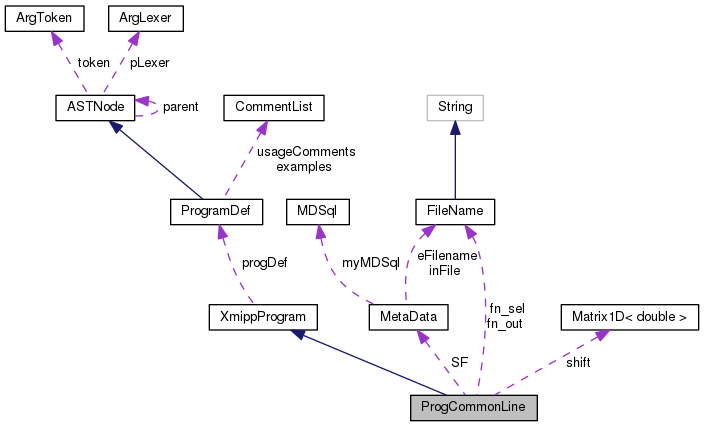 ArgToken
ArgLexer
token
pLexer
ASTNode
parent
CommentList
String
usageComments
examples
ProgramDef
MDSql
FileName
progDef
myMDSql
eFilename
inFile
XmippProgram
MetaData
fn_sel
fn_out
Matrix1D< double >
SF
shift
ProgCommonLine